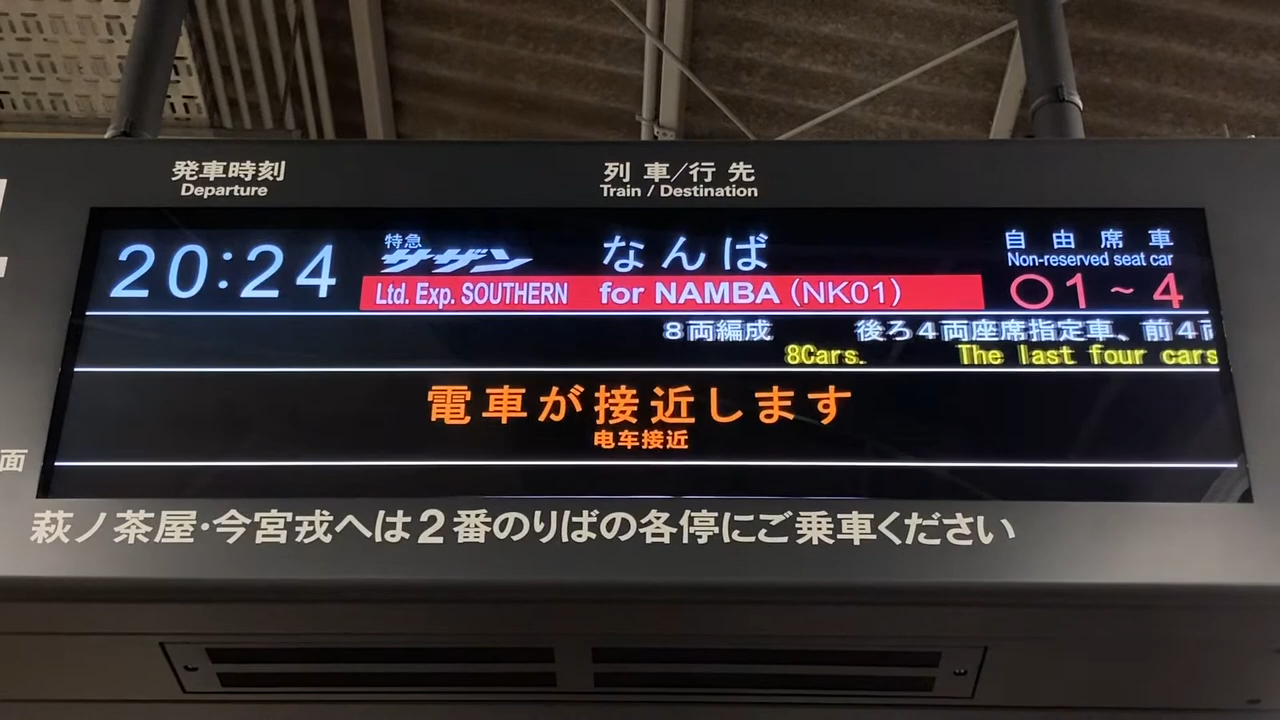 発車時刻
Departure
列車/行先
Train / Destination
20:24
特急
サザン
なんば
自由席車
Non-reserved seat car
Ltd. Exp. SOUTHERN for NAMBA (NK01)
○1~4
8両編成 後ろ4両座席指定車、前4両
8Cars. The last four cars
電車が接近します
电车接近
面
萩ノ茶屋·今宮戎へは2番のりばの各停にご乗車ください